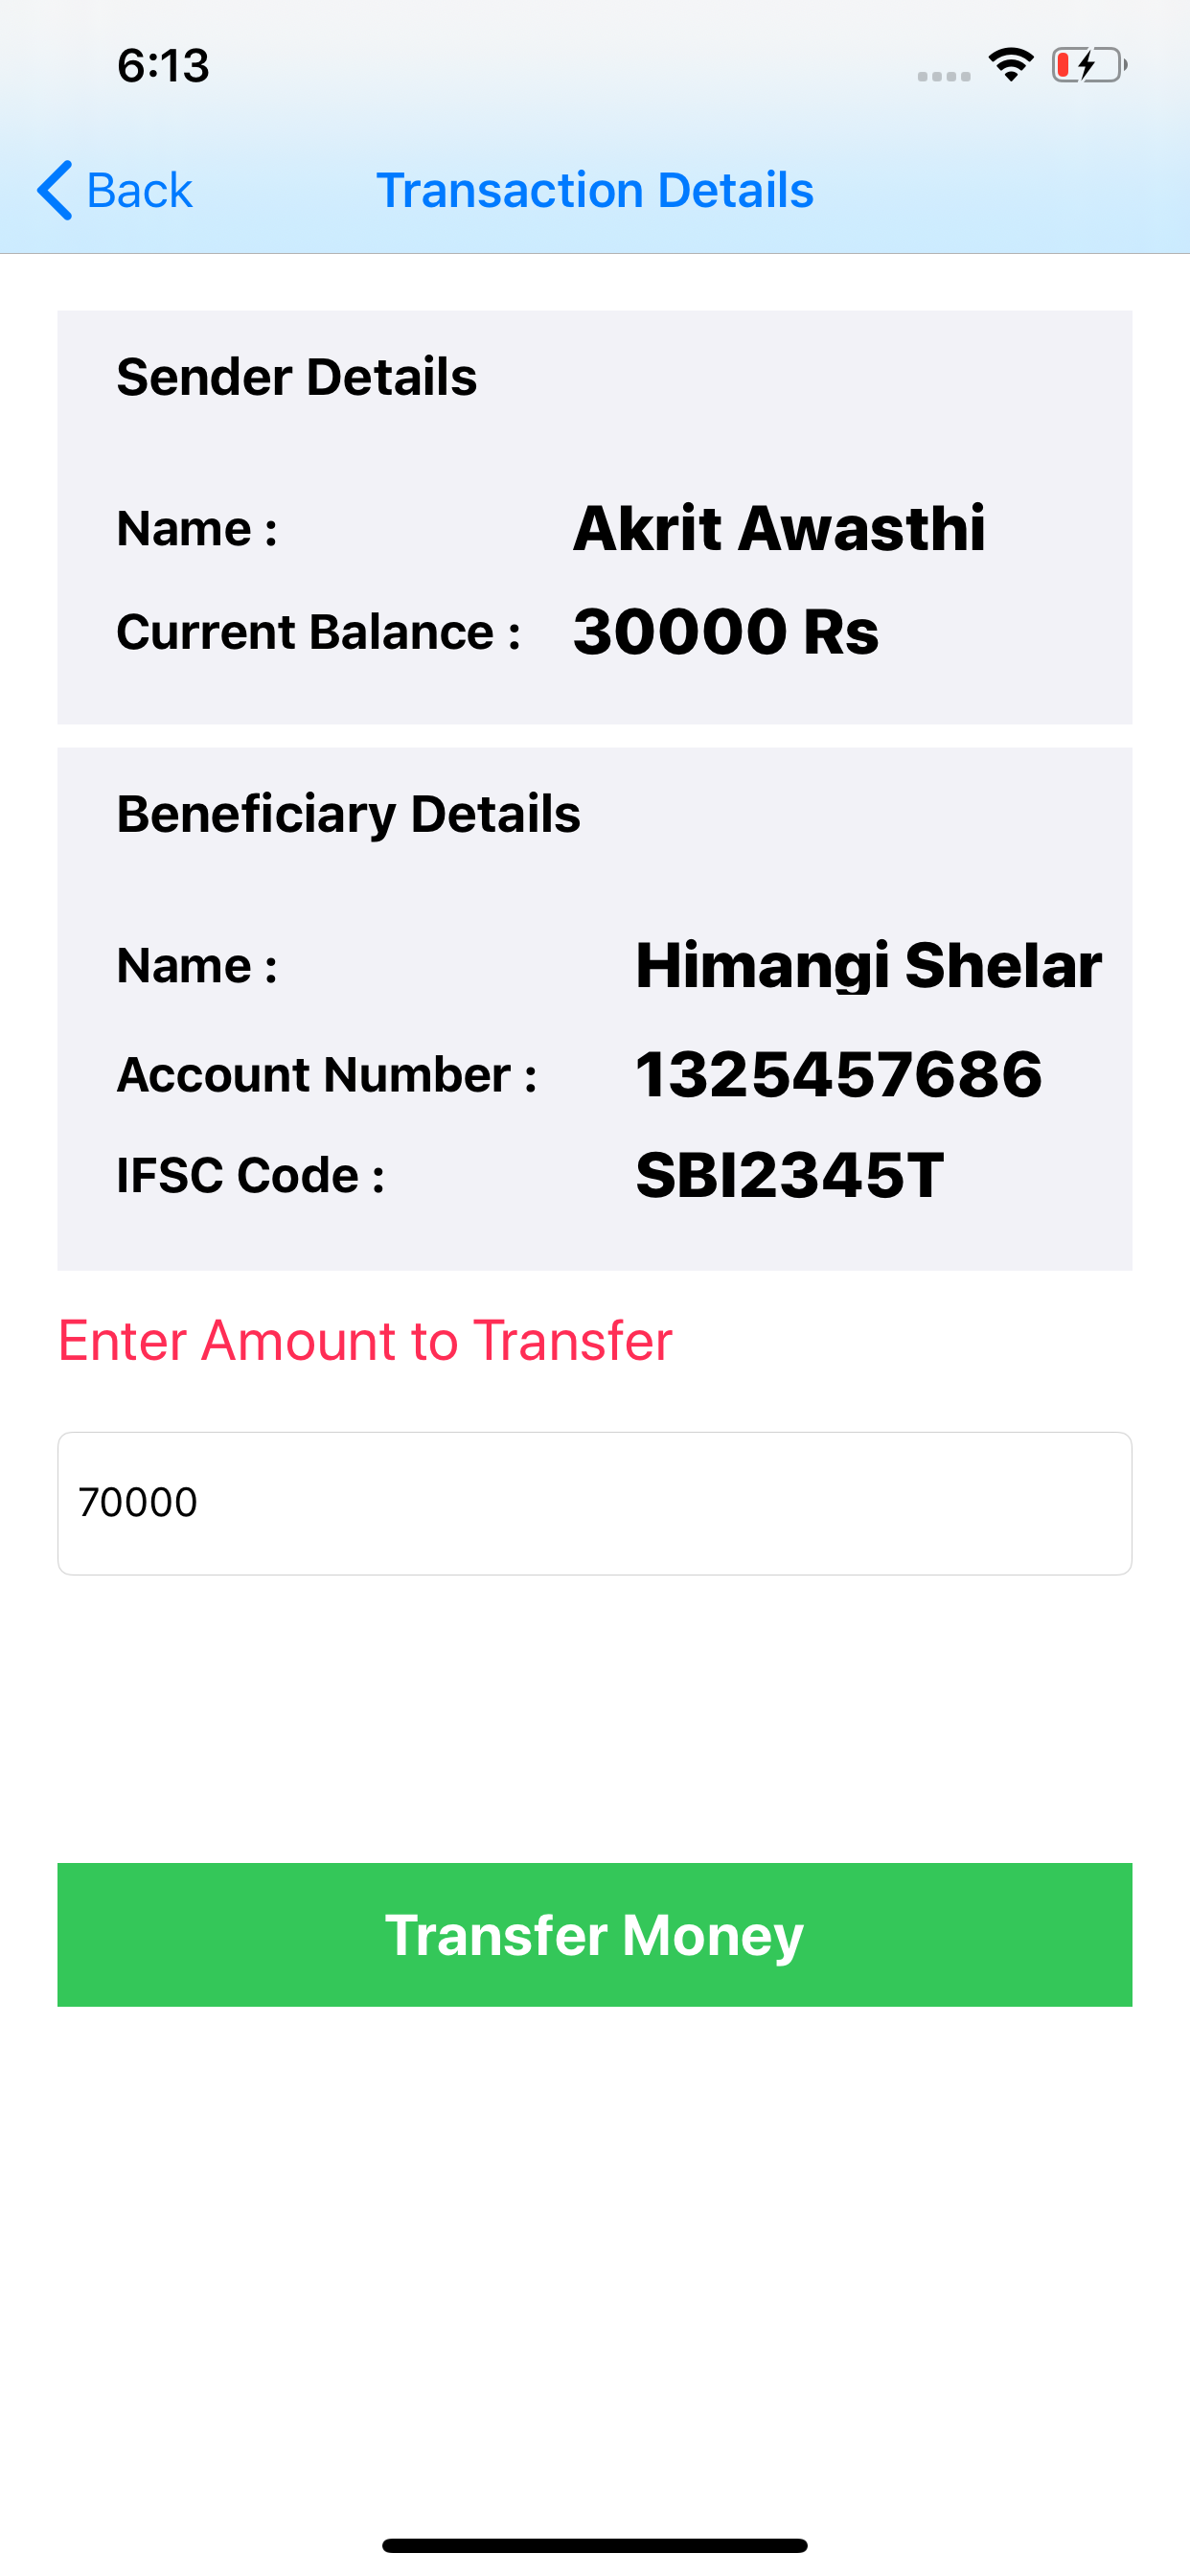 6:13
Back
Transaction Details
Sender Details
Name : Akrit Awasthi
Current Balance : 30000 Rs
Beneficiary Details
Name : Himangi Shelar
Account Number : 1325457686
IFSC Code : SBI2345T
Enter Amount to Transfer
70000
Transfer Money